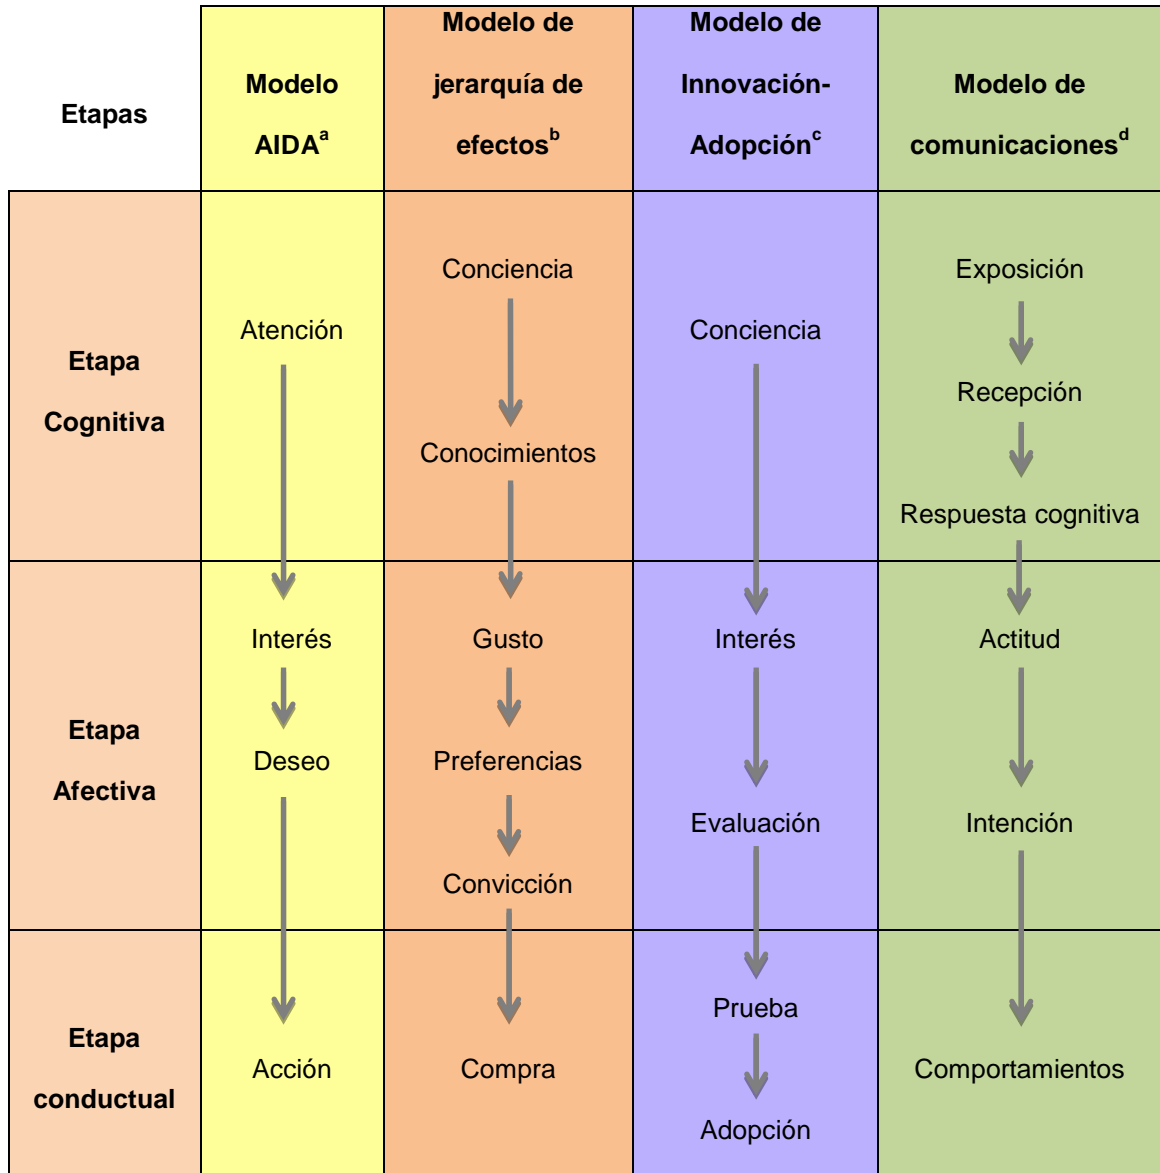 Etapas
Modelo
AIDAᵃ
Modelo de
jerarquía de
efectosᵇ
Modelo de
Innovación-
Adopciónᶜ
Modelo de
comunicacionesᵈ
Etapa
Cognitiva
Atención
Conciencia
Conocimientos
Conciencia
Exposición
Recepción
Respuesta cognitiva
Etapa
Afectiva
Interés
Deseo
Gusto
Preferencias
Convicción
Interés
Evaluación
Actitud
Intención
Etapa
conductual
Acción
Compra
Prueba
Adopción
Comportamientos